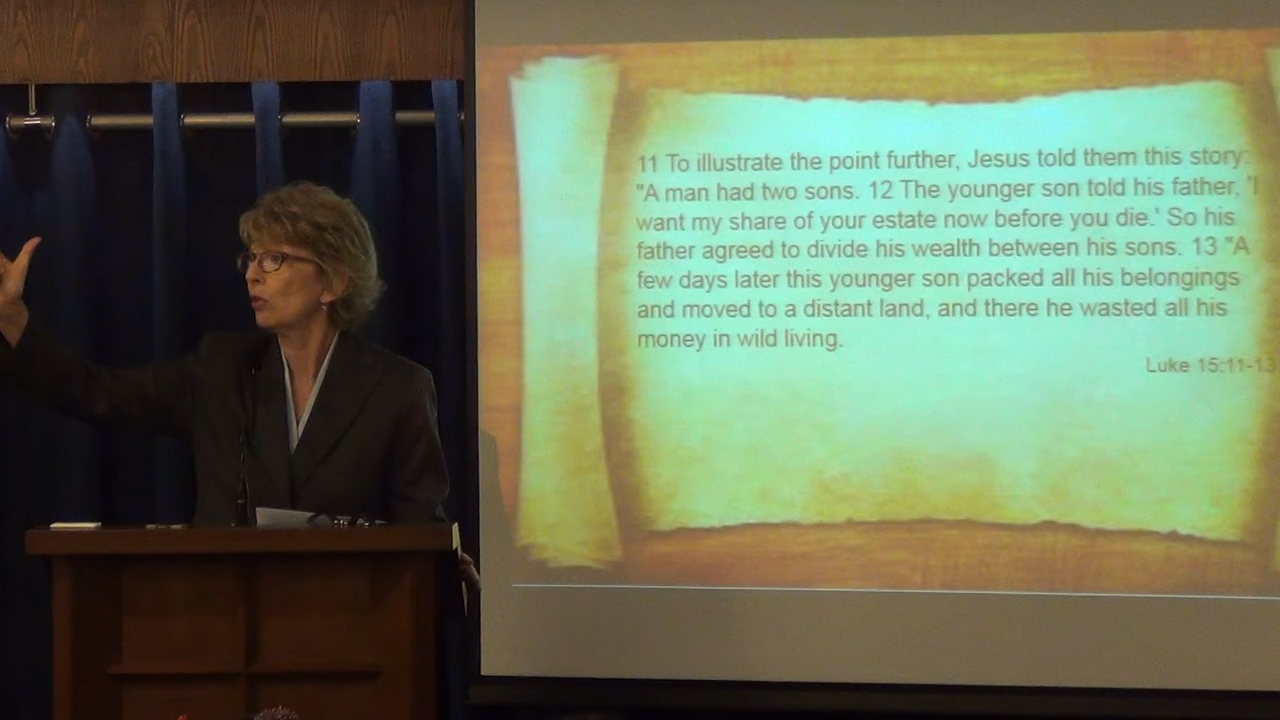 11 To illustrate the point further, Jesus told them this story:
"A man had two sons. 12 The younger son told his father, 'I
want my share of your estate now before you die.' So his
father agreed to divide his wealth between his sons. 13 "A
few days later this younger son packed all his belongings
and moved to a distant land, and there he wasted all his
money in wild living.
Luke 15:11-13